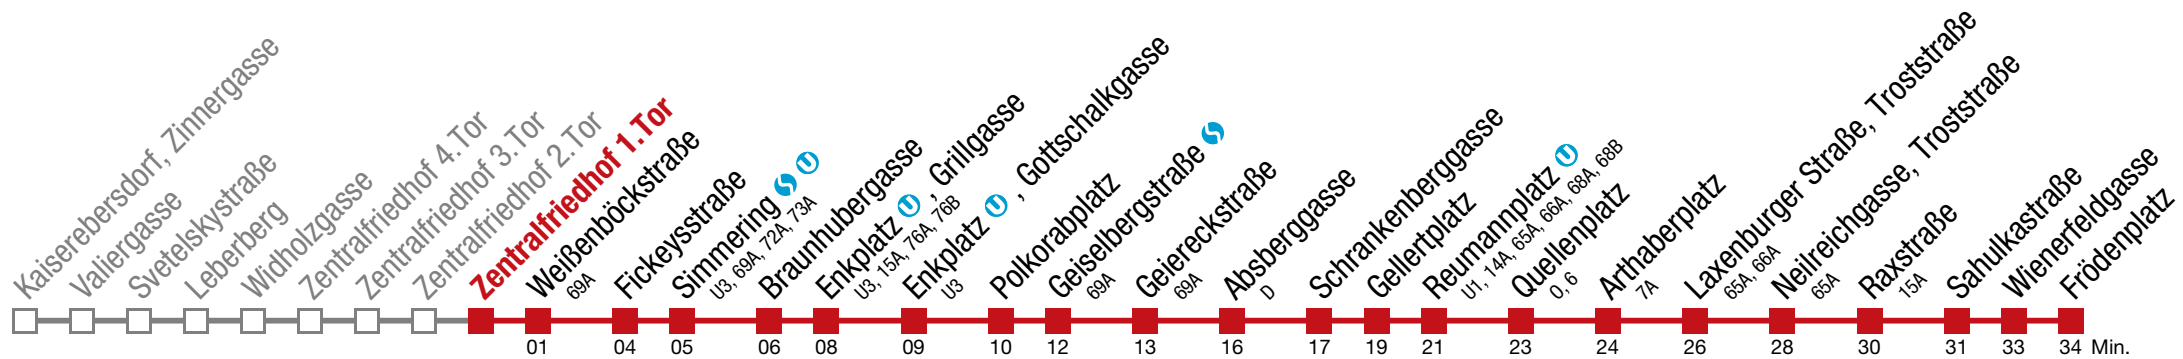 Kaiserebersdorf, Zinnergasse
Valiergasse
Svetelskystraße
Leberberg
Widholzgasse
Zentralfriedhof 4.Tor
Zentralfriedhof 3.Tor
Zentralfriedhof 2.Tor
Zentralfriedhof 1.Tor
Weißenböckstraße
69A
Fickeysstraße
Simmering S U
U3, 69A, 72A, 73A
Braunhubergasse
Enkplatz U , Grillgasse
U3, 15A, 76A, 76B
Enkplatz U , Gottschalkgasse
U3
Polkorabplatz
Geiselbergstraße S
69A
Geiereckstraße
69A
Absberggasse
D
Schrankenberggasse
Gellertplatz
Reumannplatz U
U1, 14A, 65A, 66A, 68A, 68B
Quellenplatz
O, 6
Arthaberplatz
7A
Laxenburger Straße, Troststraße
65A, 66A
Neilreichgasse, Troststraße
65A
Raxstraße
15A
Sahulkastraße
Wienerfeldgasse
Frödenplatz
01 04 05 06 08 09 10 12 13 16 17 19 21 23 24 26 28 30 31 33 34 Min.